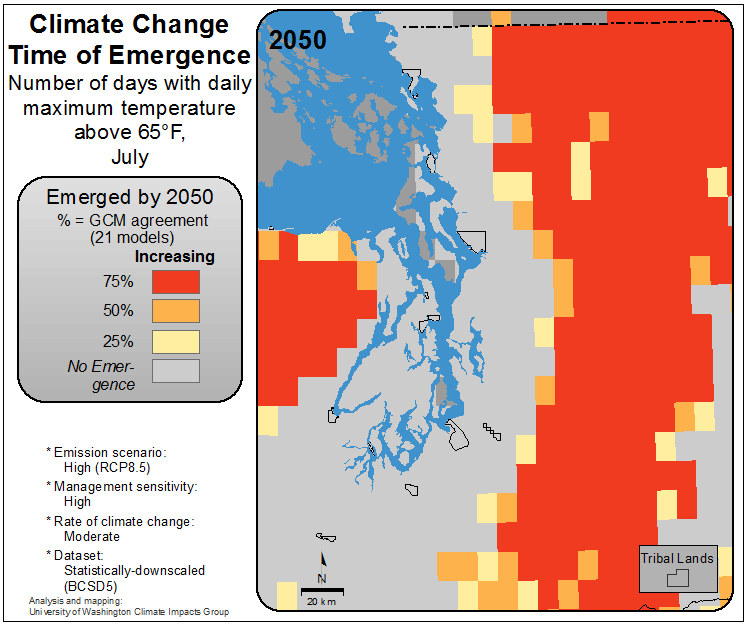 Climate Change
Time of Emergence
Number of days with daily
maximum temperature
above 65°F,
July
Emerged by 2050
% = GCM agreement
(21 models)
Increasing
75%
50%
25%
No Emer-
gence
* Emission scenario:
High (RCP8.5)
* Management sensitivity:
High
* Rate of climate change:
Moderate
* Dataset:
Statistically-downscaled
(BCSD5)
Analysis and mapping:
University of Washington Climate Impacts Group
2050
N
20 km
Tribal Lands